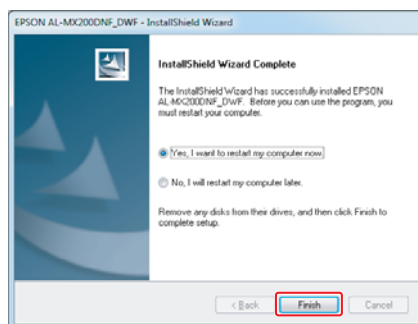 EPSON AL-MX200DNF_DWF - InstallShield Wizard
InstallShield Wizard Complete
The InstallShield Wizard has successfully installed EPSON
AL-MX200DNF_DWF. Before you can use the program, you
must restart your computer.
Yes, I want to restart my computer now.
No, I will restart my computer later.
Remove any disks from their drives, and then click Finish to
complete setup.
< Back Finish Cancel